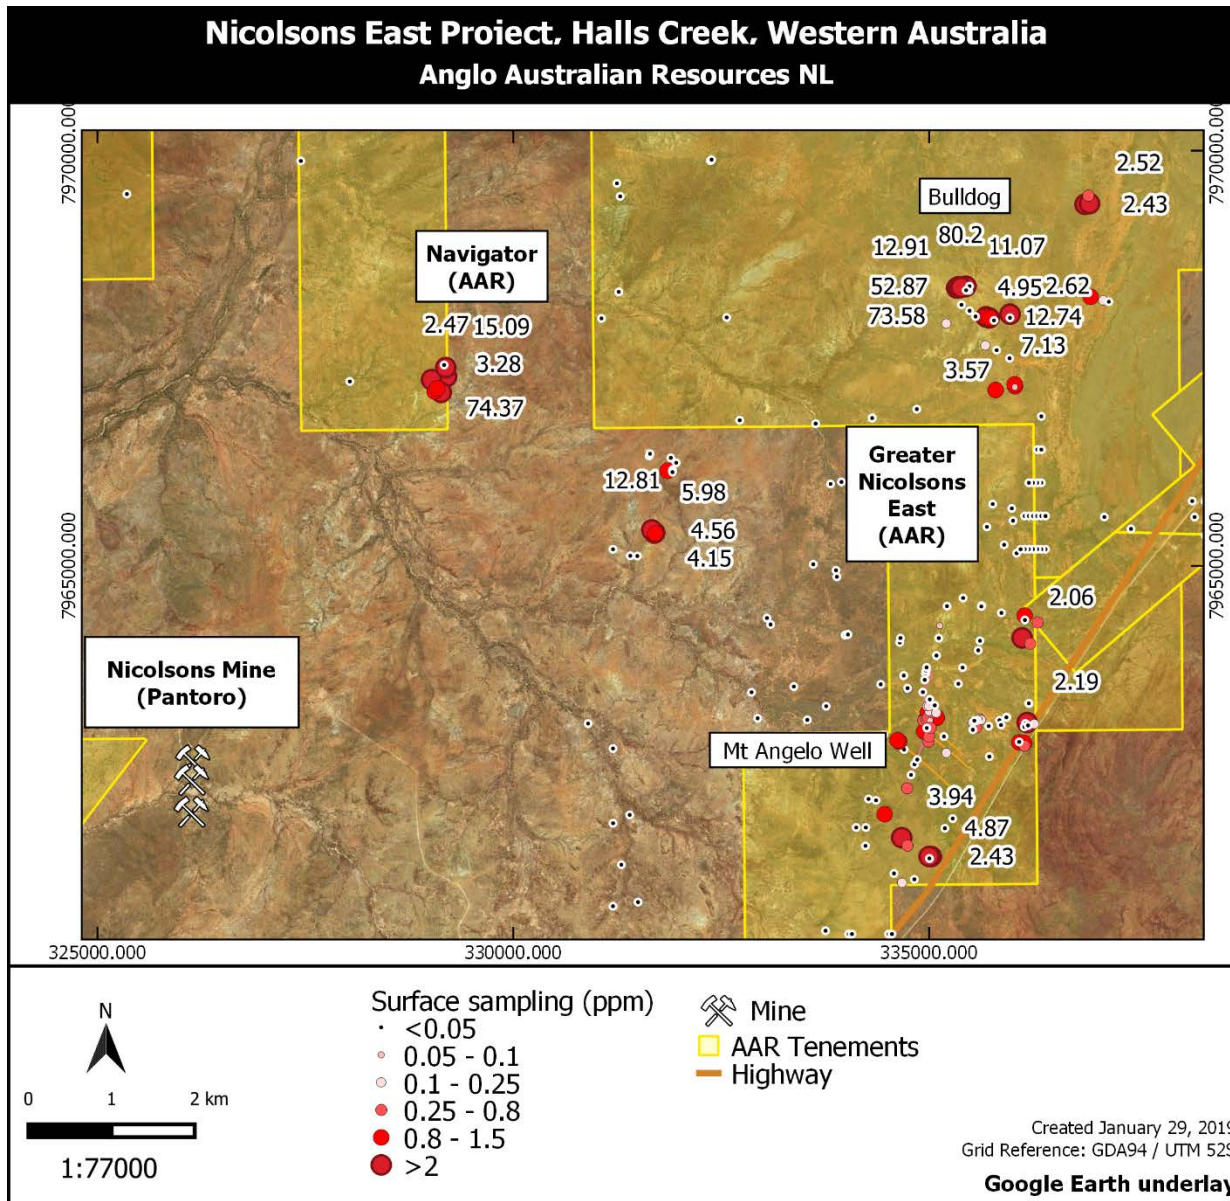 Nicolsons East Project, Halls Creek, Western Australia
Anglo Australian Resources NL
7970000.000
7970000.000
2.52
Bulldog
2.43
80.2
12.91
11.07
Navigator
(AAR)
52.87
4.95
2.62
73.58
12.74
2.47
15.09
7.13
3.28
3.57
74.37
Greater
Nicolsons
East
(AAR)
12.81
5.98
4.56
4.15
7965000.000
7965000.000
2.06
Nicolsons Mine
(Pantoro)
2.19
Mt Angelo Well
3.94
4.87
2.43
325000.000
330000.000
335000.000
N
0 1 2 km
1:77000
Surface sampling (ppm)
<0.05
0.05 - 0.1
0.1 - 0.25
0.25 - 0.8
0.8 - 1.5
>2
Mine
AAR Tenements
Highway
Created January 29, 2019
Grid Reference: GDA94 / UTM 52S
Google Earth underlay